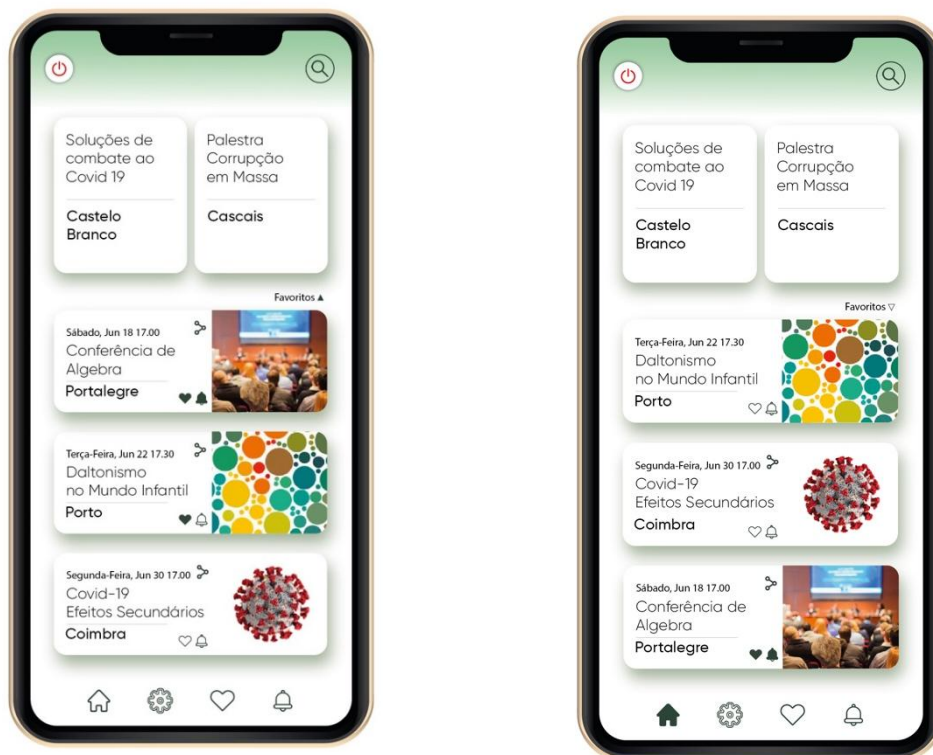 Soluções de
combate ao
Covid 19
Castelo
Branco
Palestra
Corrupção
em Massa
Cascais
Favoritos ▲
Sábado, Jun 18 17.00
Conferência de
Algebra
Portalegre
Terça-Feira, Jun 22 17.30
Daltonismo
no Mundo Infantil
Porto
Segunda-Feira, Jun 30 17.00
Covid-19
Efeitos Secundários
Coimbra
Soluções de
combate ao
Covid 19
Castelo
Branco
Palestra
Corrupção
em Massa
Cascais
Favoritos ▽
Terça-Feira, Jun 22 17.30
Daltonismo
no Mundo Infantil
Porto
Segunda-Feira, Jun 30 17.00
Covid-19
Efeitos Secundários
Coimbra
Sábado, Jun 18 17.00
Conferência de
Algebra
Portalegre